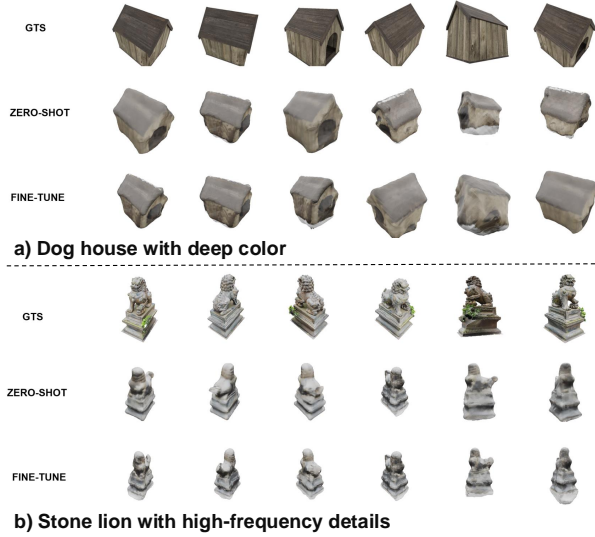 GTS
ZERO-SHOT
FINE-TUNE
a) Dog house with deep color
GTS
ZERO-SHOT
FINE-TUNE
b) Stone lion with high-frequency details